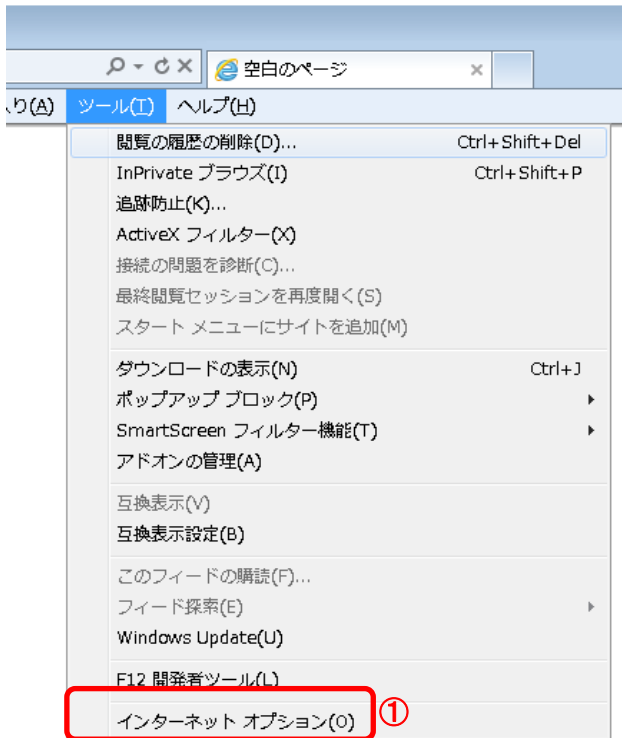 空白のページ
り(A) ツール(T) ヘルプ(H)
閲覧の履歴の削除(D)... Ctrl+Shift+Del
InPrivate ブラウズ(I) Ctrl+Shift+P
追跡防止(K)...
ActiveX フィルター(X)
接続の問題を診断(C)...
最終閲覧セッションを再度開く(S)
スタート メニューにサイトを追加(M)
ダウンロードの表示(N) Ctrl+J
ポップアップ ブロック(P)
SmartScreen フィルター機能(T)
アドオンの管理(A)
互換表示(V)
互換表示設定(B)
このフィードの購読(F)...
フィード探索(E)
Windows Update(U)
F12 開発者ツール(L)
インターネット オプション(O) ①